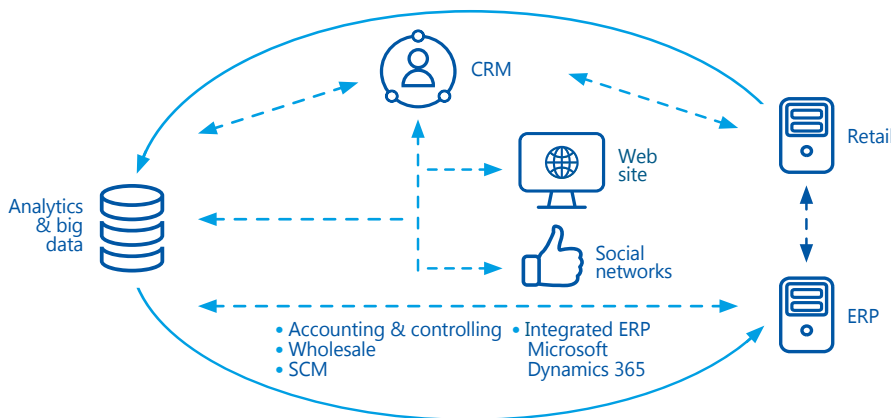 CRM
Retail
Web
site
Analytics
& big
data
Social
networks
ERP
• Accounting & controlling
• Wholesale
• SCM
• Integrated ERP
Microsoft
Dynamics 365